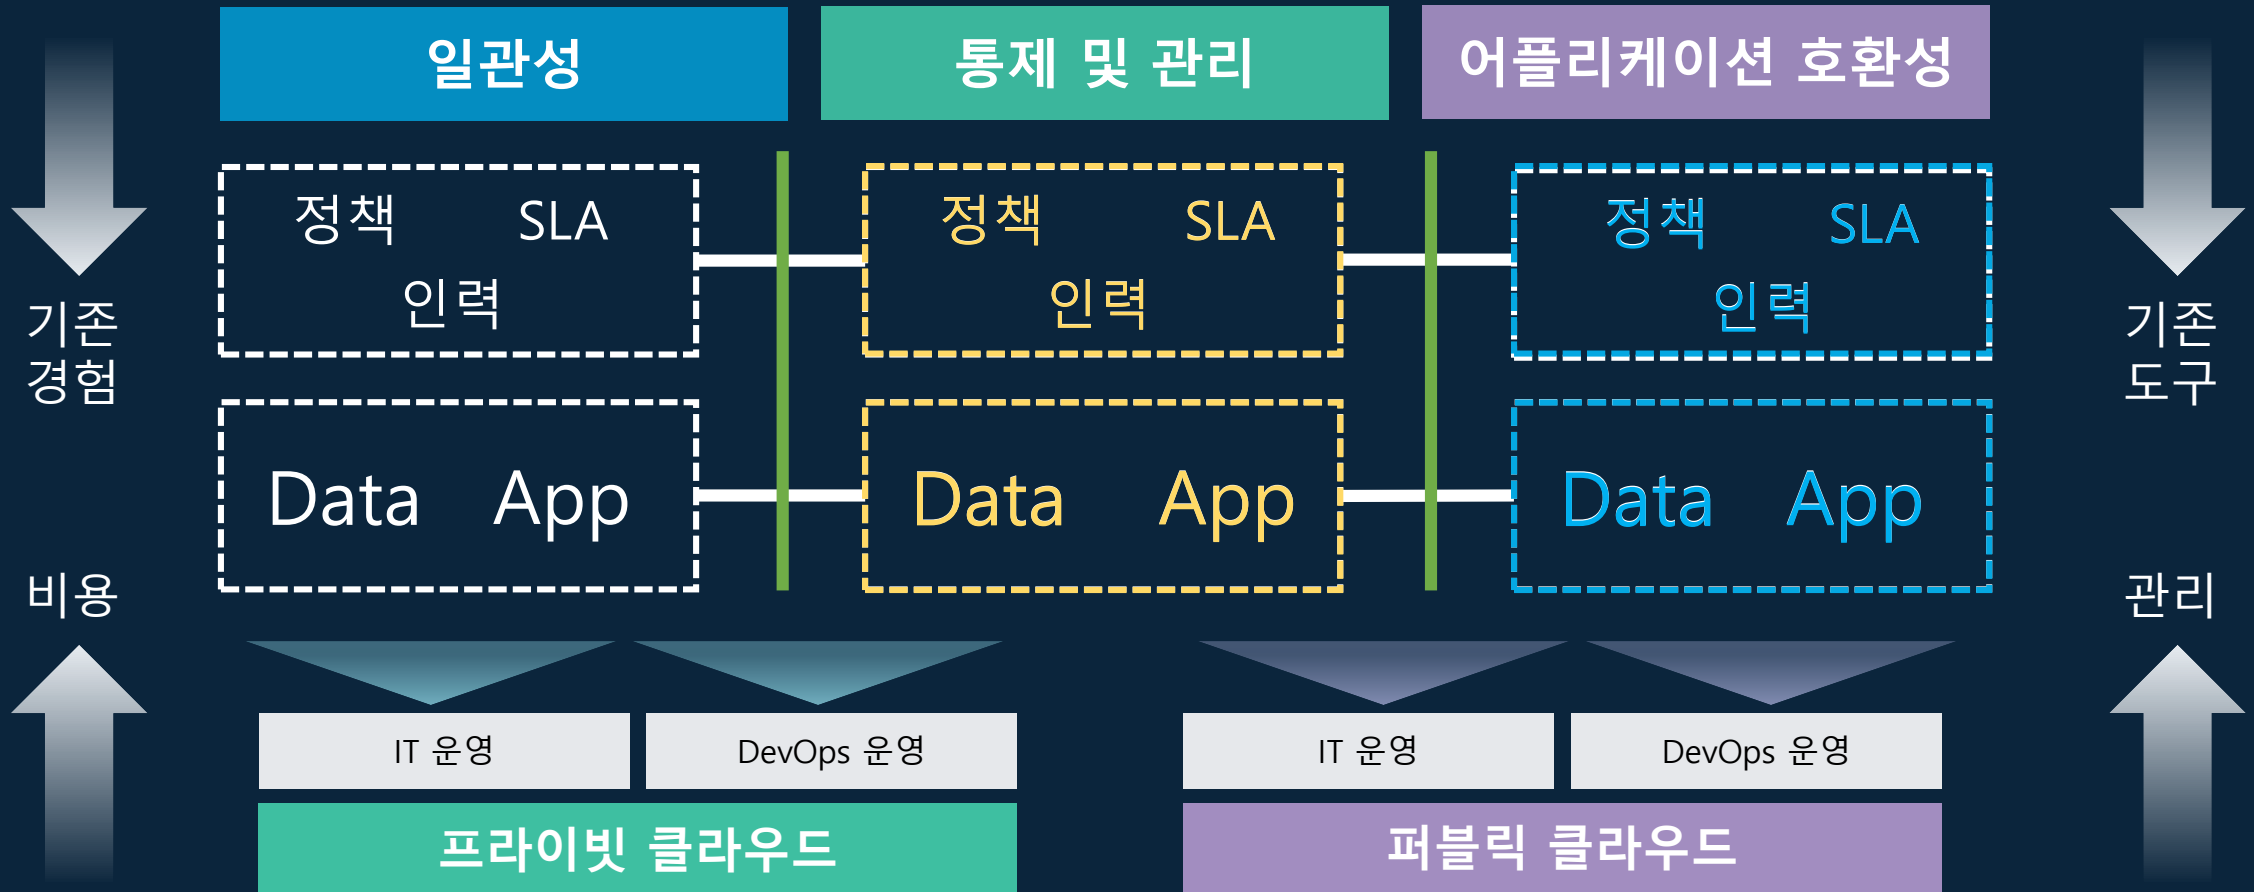 일관성
통제 및 관리
어플리케이션 호환성
정책 SLA
인력
정책 SLA
인력
정책 SLA
인력
기존
경험
기존
도구
Data App
Data App
Data App
비용
관리
IT 운영
DevOps 운영
IT 운영
DevOps 운영
프라이빗 클라우드
퍼블릭 클라우드